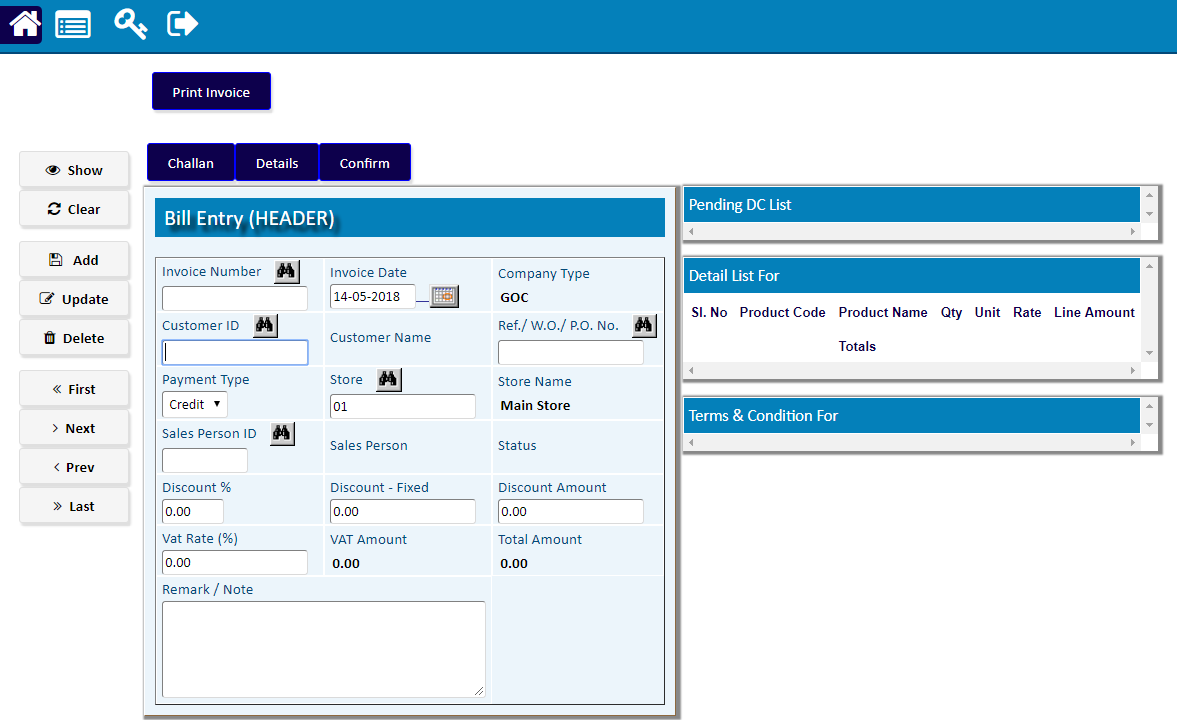 Print Invoice
Challan Details Confirm
Show
Clear
Add
Update
Delete
« First
> Next
< Prev
» Last
Bill Entry (HEADER)
Invoice Number Invoice Date Company Type
14-05-2018 GOC
Customer ID Customer Name Ref./ W.O./ P.O. No.
Payment Type Store Store Name
Credit 01 Main Store
Sales Person ID Sales Person Status
Discount % Discount - Fixed Discount Amount
0.00 0.00 0.00
Vat Rate (%) VAT Amount Total Amount
0.00 0.00 0.00
Remark / Note
Pending DC List
Detail List For
Sl. No Product Code Product Name Qty Unit Rate Line Amount
Totals
Terms & Condition For